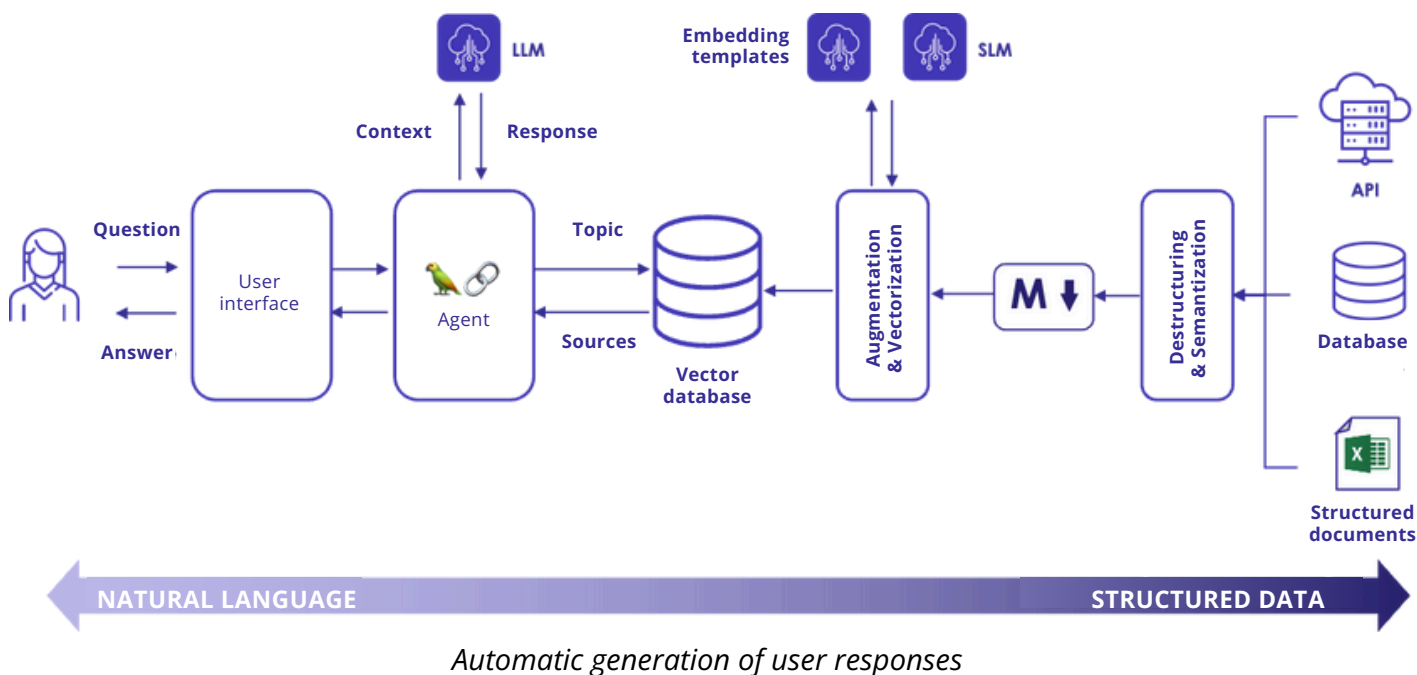 LLM
Embedding
templates
SLM
Context
Response
API
Question
Answer
User
interface
Agent
Topic
Sources
Vector
database
Augmentation
& Vectorization
M
Destructuring
& Semantization
Database
X
Structured
documents
NATURAL LANGUAGE
STRUCTURED DATA
Automatic generation of user responses